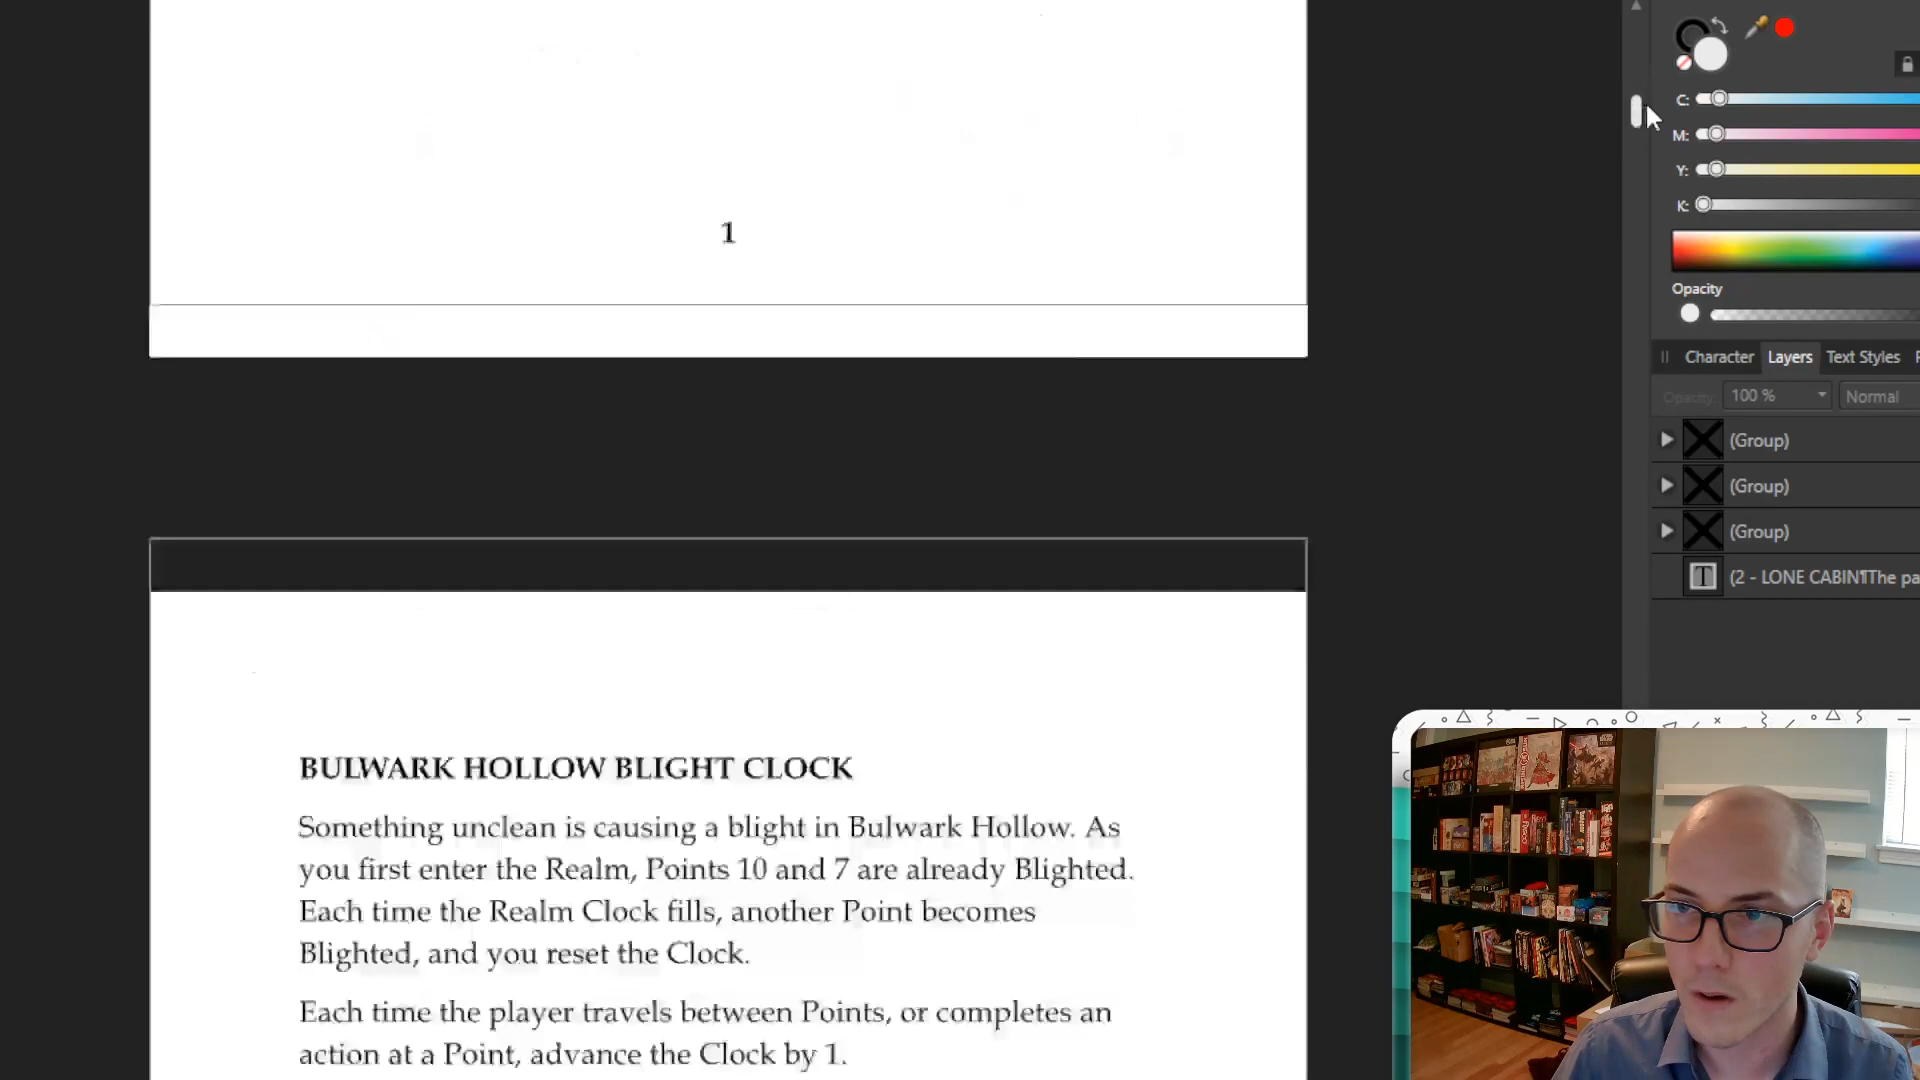 1
BULWARK HOLLOW BLIGHT CLOCK
Something unclean is causing a blight in Bulwark Hollow. As
you first enter the Realm, Points 10 and 7 are already Blighted.
Each time the Realm Clock fills, another Point becomes
Blighted, and you reset the Clock.
Each time the player travels between Points, or completes an
action at a Point, advance the Clock by 1.
C:
M:
Y:
K:
Opacity
Character Layers Text Styles
Opacity: 100 % Normal
(Group)
(Group)
(Group)
T (2 - LONE CABIN¶The pa